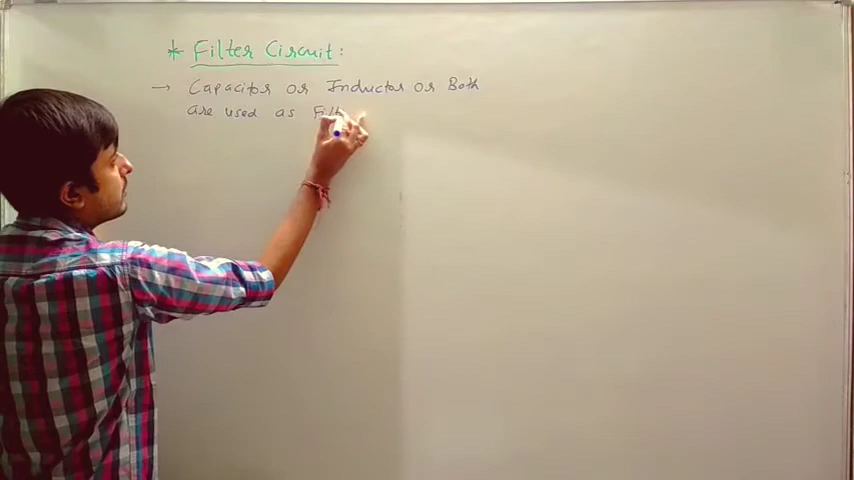 * Filter Circuit:
→ Capacitor or Inductor or Both
are used as Filt